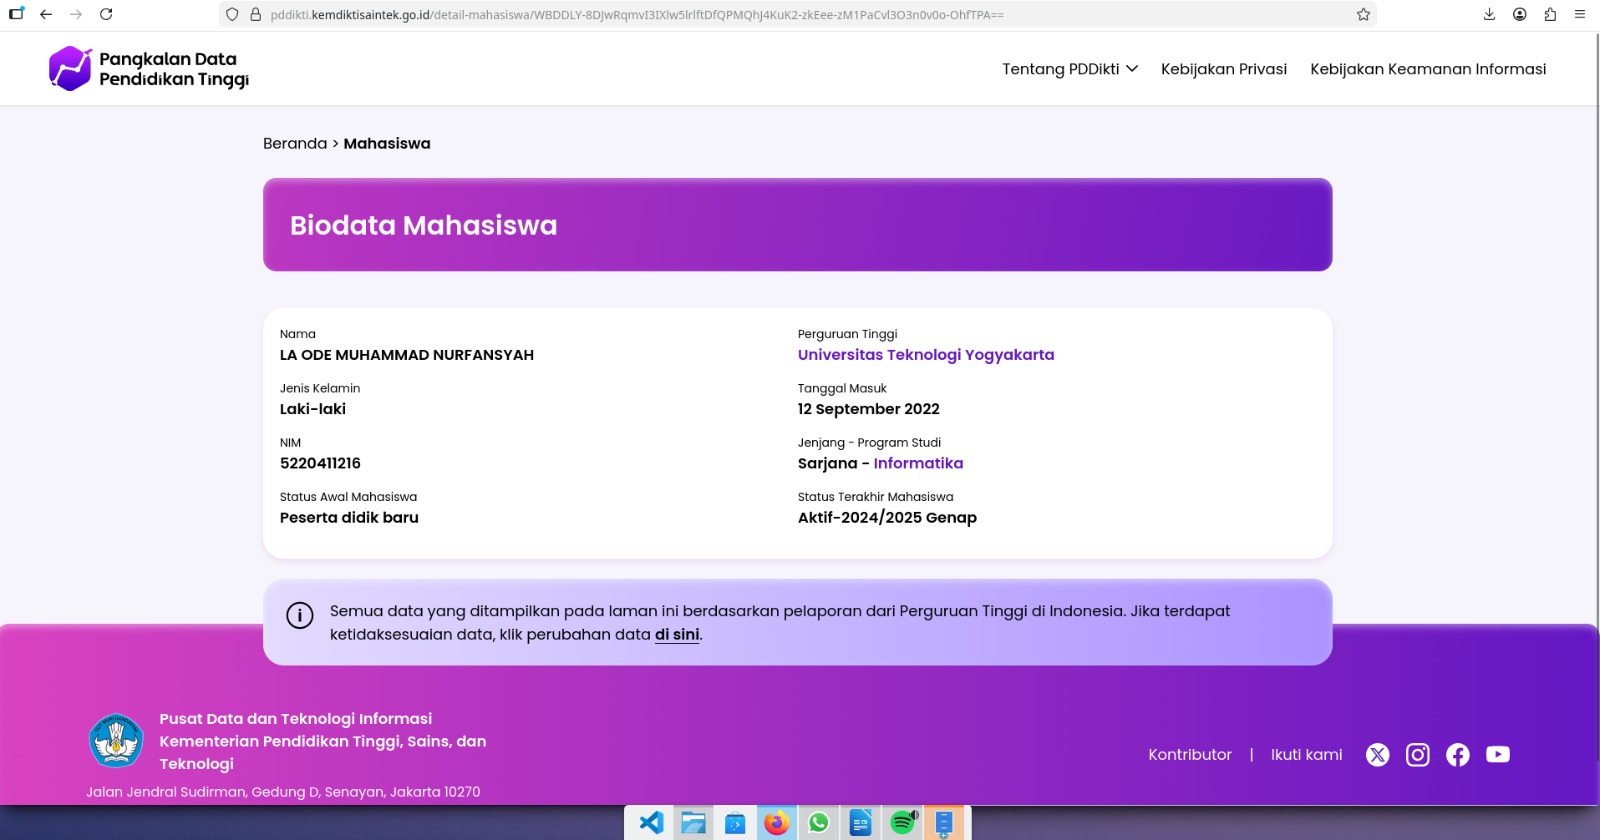 pddikti.kemdiktisaintek.go.id/detail-mahasiswa/WBDDLY-8DJwRqmvI3IXlw5lrlftDfQPMQhJ4KuK2-zkEee-zM1PaCvl3O3n0v0o-OhfTPA==
Pangkalan Data
Pendidikan Tinggi
Tentang PDDikti
Kebijakan Privasi
Kebijakan Keamanan Informasi
Beranda > Mahasiswa
Biodata Mahasiswa
Nama
LA ODE MUHAMMAD NURFANSYAH
Perguruan Tinggi
Universitas Teknologi Yogyakarta
Jenis Kelamin
Laki-laki
Tanggal Masuk
12 September 2022
NIM
5220411216
Jenjang - Program Studi
Sarjana - Informatika
Status Awal Mahasiswa
Peserta didik baru
Status Terakhir Mahasiswa
Aktif-2024/2025 Genap
Semua data yang ditampilkan pada laman ini berdasarkan pelaporan dari Perguruan Tinggi di Indonesia. Jika terdapat
ketidaksesuaian data, klik perubahan data di sini.
Pusat Data dan Teknologi Informasi
Kementerian Pendidikan Tinggi, Sains, dan
Teknologi
Jalan Jendral Sudirman, Gedung D, Senayan, Jakarta 10270
Kontributor | Ikuti kami